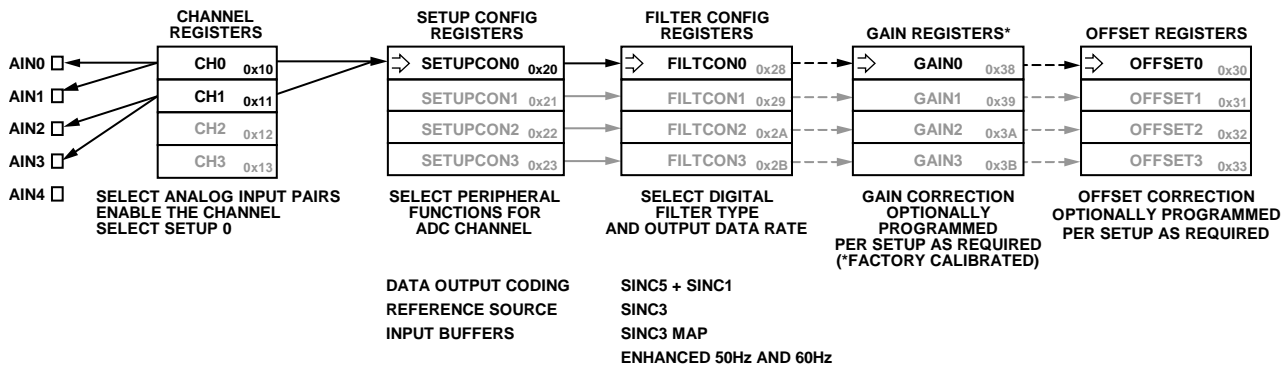 CHANNEL
REGISTERS
SETUP CONFIG
REGISTERS
FILTER CONFIG
REGISTERS
GAIN REGISTERS*
OFFSET REGISTERS
AIN0
CH0 0x10
SETUPCON0 0x20
FILTCON0 0x28
GAIN0 0x38
OFFSET0 0x30
AIN1
CH1 0x11
SETUPCON1 0x21
FILTCON1 0x29
GAIN1 0x39
OFFSET1 0x31
AIN2
CH2 0x12
SETUPCON2 0x22
FILTCON2 0x2A
GAIN2 0x3A
OFFSET2 0x32
AIN3
CH3 0x13
SETUPCON3 0x23
FILTCON3 0x2B
GAIN3 0x3B
OFFSET3 0x33
AIN4
SELECT ANALOG INPUT PAIRS
ENABLE THE CHANNEL
SELECT SETUP 0
SELECT PERIPHERAL
FUNCTIONS FOR
ADC CHANNEL
SELECT DIGITAL
FILTER TYPE
AND OUTPUT DATA RATE
GAIN CORRECTION
OPTIONALLY
PROGRAMMED
PER SETUP AS REQUIRED
(*FACTORY CALIBRATED)
OFFSET CORRECTION
OPTIONALLY PROGRAMMED
PER SETUP AS REQUIRED
DATA OUTPUT CODING
REFERENCE SOURCE
INPUT BUFFERS
SINC5 + SINC1
SINC3
SINC3 MAP
ENHANCED 50Hz AND 60Hz